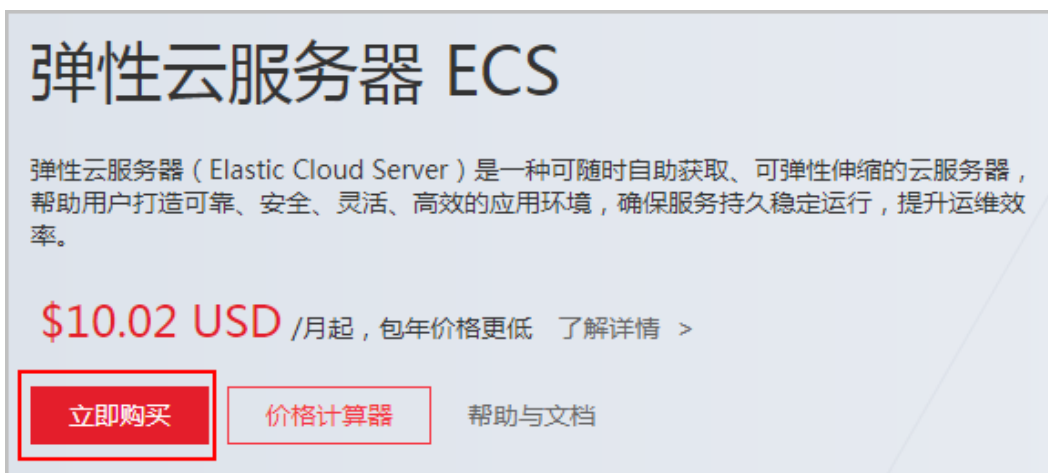 弹性云服务器 ECS
弹性云服务器（Elastic Cloud Server）是一种可随时自助获取、可弹性伸缩的云服务器，
帮助用户打造可靠、安全、灵活、高效的应用环境，确保服务持久稳定运行，提升运维效
率。
$10.02 USD /月起，包年价格更低 了解详情 >
立即购买 价格计算器 帮助与文档